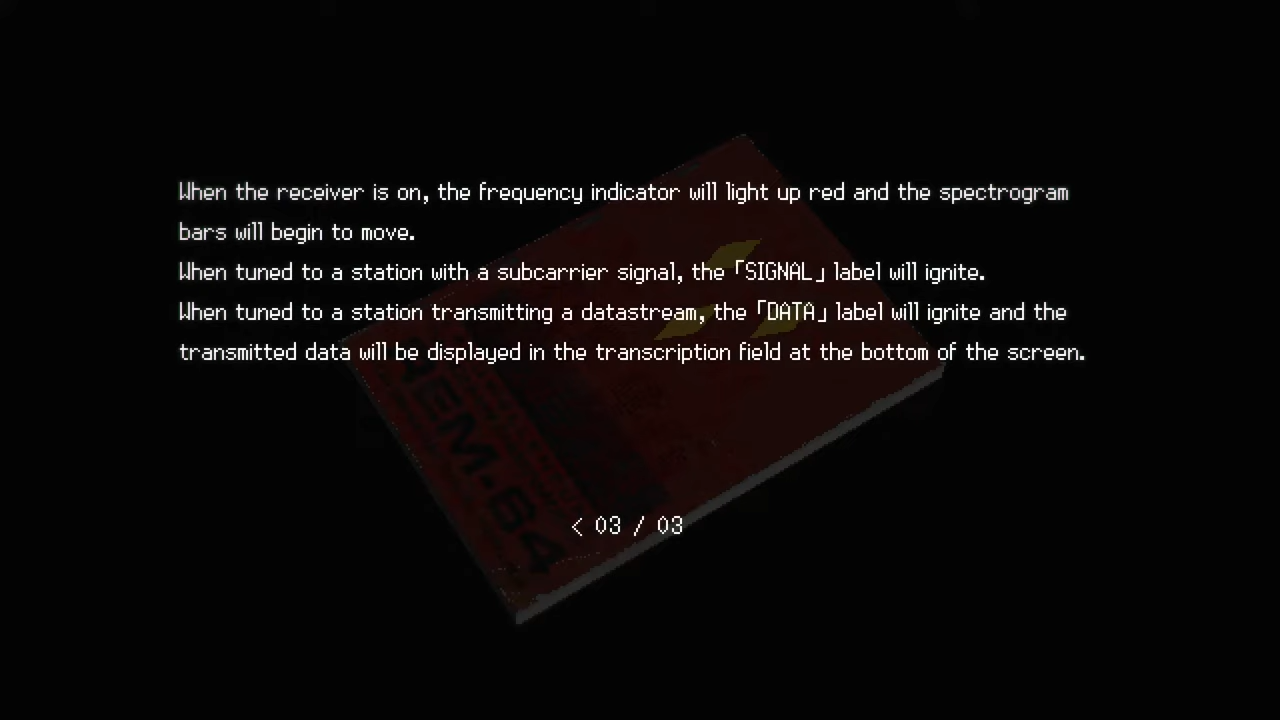 When the receiver is on, the frequency indicator will light up red and the spectrogram
bars will begin to move.
When tuned to a station with a subcarrier signal, the「SIGNAL」label will ignite.
When tuned to a station transmitting a datastream, the「DATA」label will ignite and the
transmitted data will be displayed in the transcription field at the bottom of the screen.
REM-64
< 03 / 03